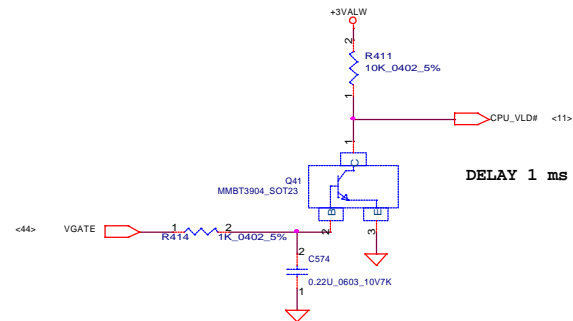 +3VALW
2
R411
10K_0402_5%
1
CPU_VLD# <11>
1
C
Q41
MMBT3904_SOT23
DELAY 1 ms
B
E
<44> VGATE 1 2 2 3
R414 1K_0402_5%
2
C574
0.22U_0603_10V7K
1